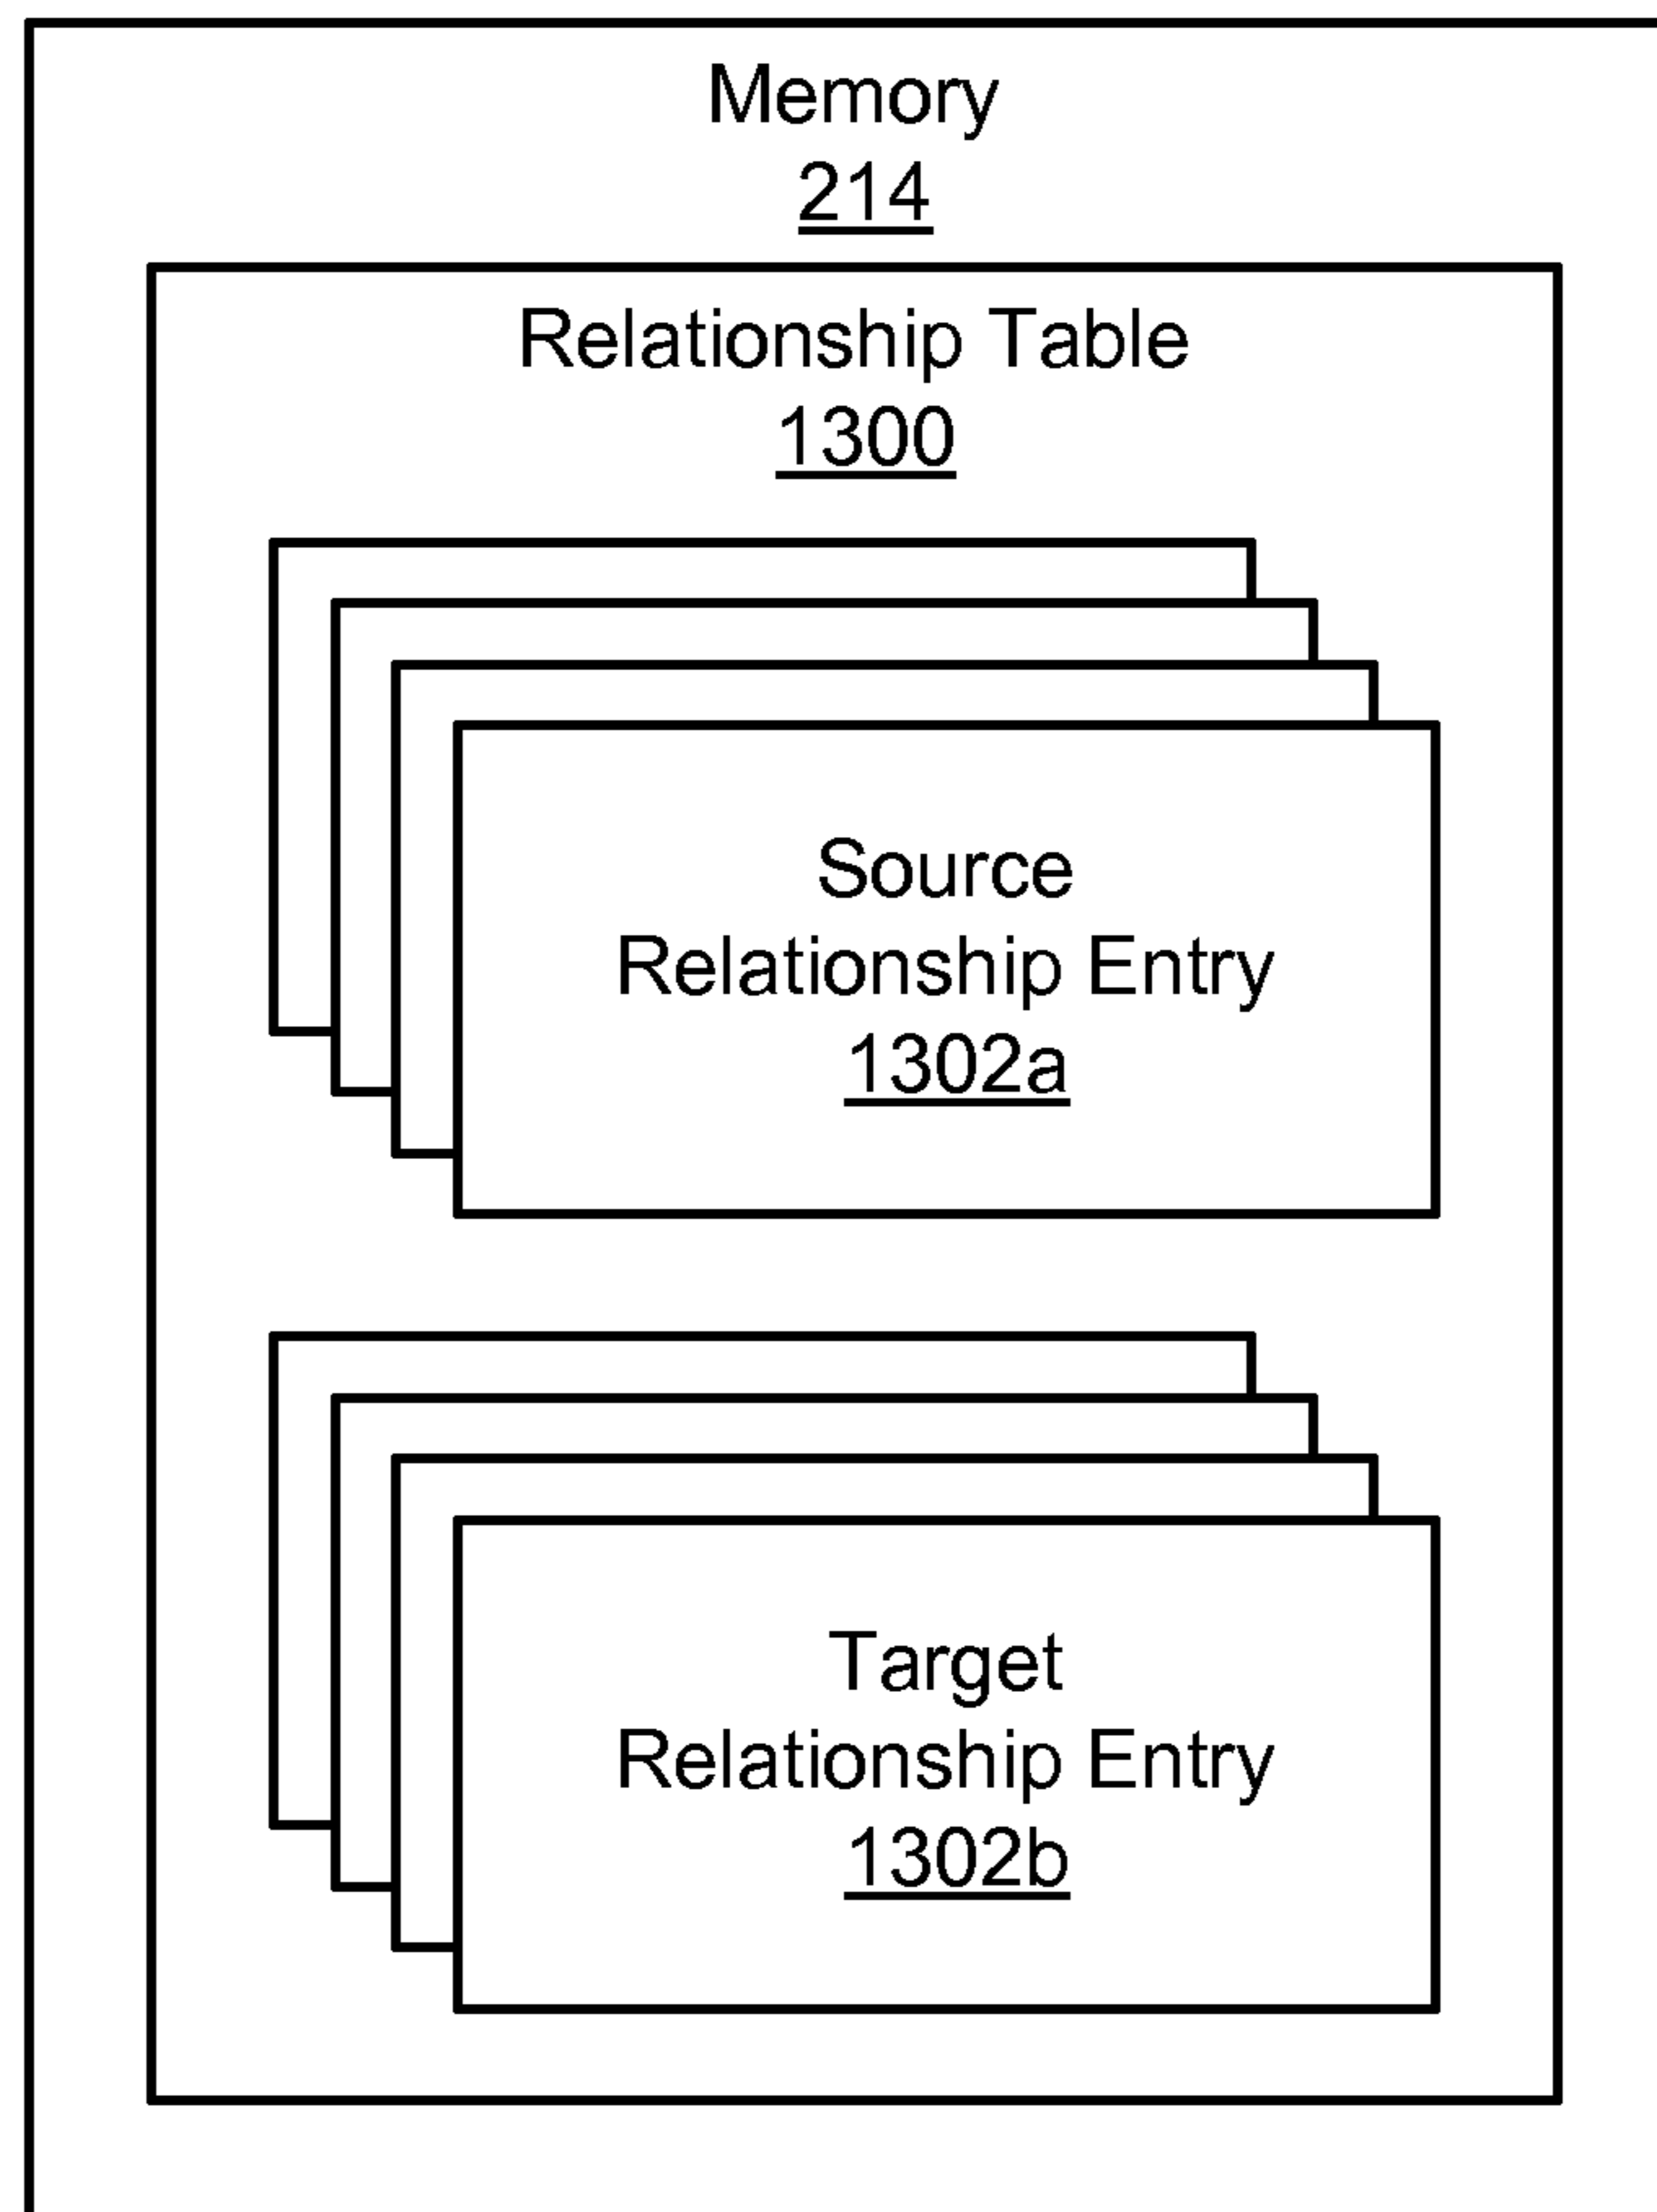 Memory
214
Relationship Table
1300
Source
Relationship Entry
1302a
Target
Relationship Entry
1302b